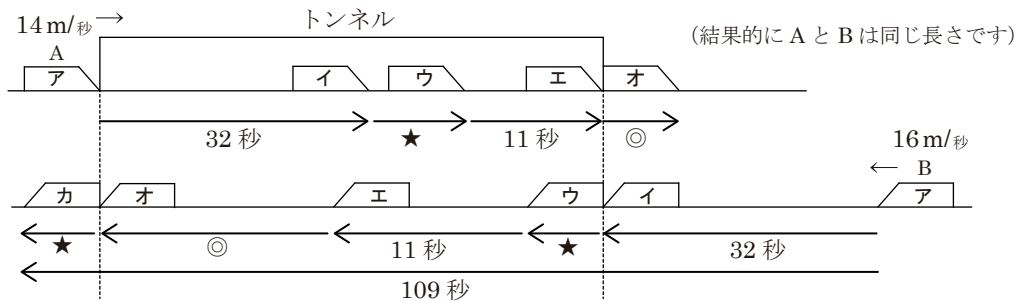 14 m/秒 →
トンネル
(結果的に A と B は同じ長さです)
A
ア
イ
ウ
エ
オ
32 秒
★
11 秒
◎
16 m/秒
← B
カ
オ
エ
ウ
イ
ア
★
◎
11 秒
★
32 秒
109 秒